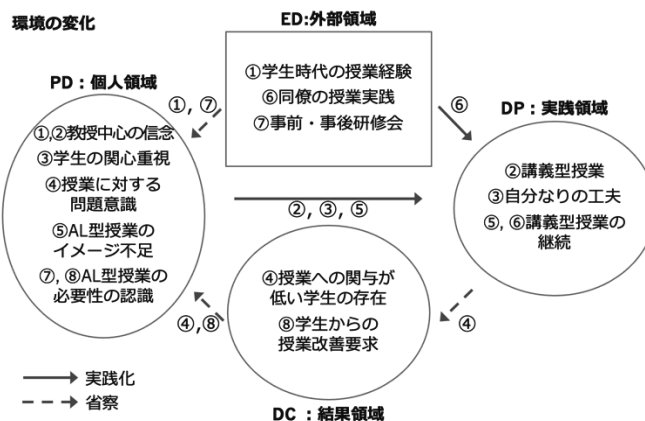 環境の変化
ED:外部領域
①学生時代の授業経験
⑥同僚の授業実践
⑦事前・事後研修会
PD：個人領域
①,②教授中心の信念
③学生の関心重視
④授業に対する
問題意識
⑤AL型授業の
イメージ不足
⑦, ⑧AL型授業の
必要性の認識
①, ⑦
⑥
DP：実践領域
②講義型授業
③自分なりの工夫
⑤, ⑥講義型授業の
継続
②, ③, ⑤
④授業への関与が
低い学生の存在
⑧学生からの
授業改善要求
④,⑧
④
DC ：結果領域
実践化
省察